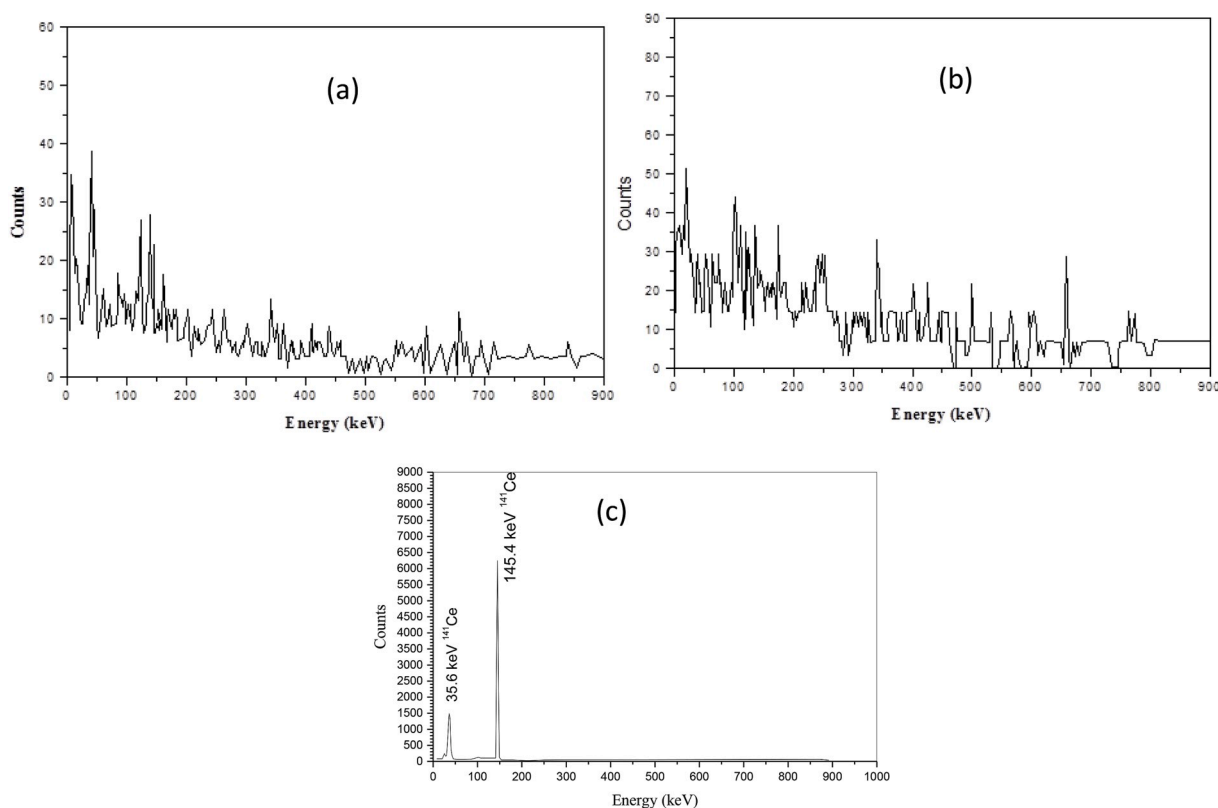 (a)
60
50
40
30
20
10
0
Counts
0 100 200 300 400 500 600 700 800 900
Energy (keV)
(b)
90
80
70
60
50
40
30
20
10
0
Counts
0 100 200 300 400 500 600 700 800 900
Energy (keV)
(c)
9000
8500
8000
7500
7000
6500
6000
5500
5000
4500
4000
3500
3000
2500
2000
1500
1000
500
0
Counts
35.6 keV ¹⁴¹Ce
145.4 keV ¹⁴¹Ce
0 100 200 300 400 500 600 700 800 900 1000
Energy (keV)